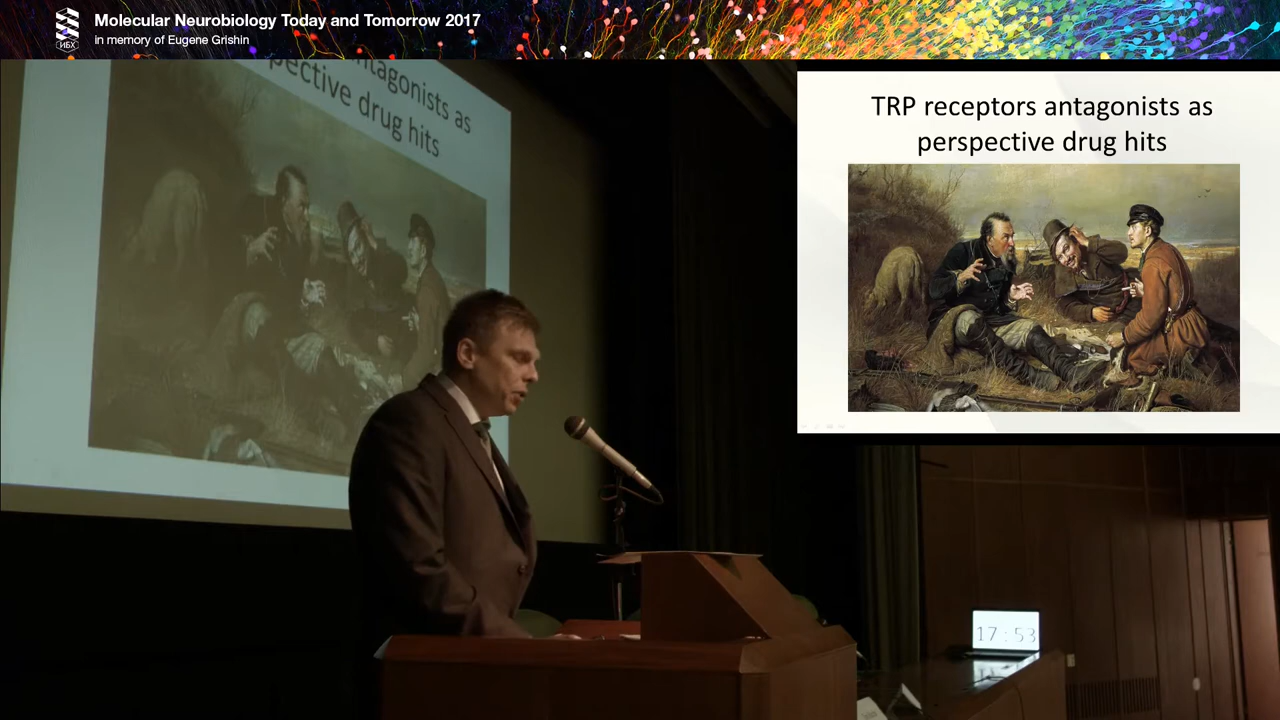 Molecular Neurobiology Today and Tomorrow 2017
in memory of Eugene Grishin
ИБХ
antagonists as
pective drug hits
TRP receptors antagonists as
perspective drug hits
17:53